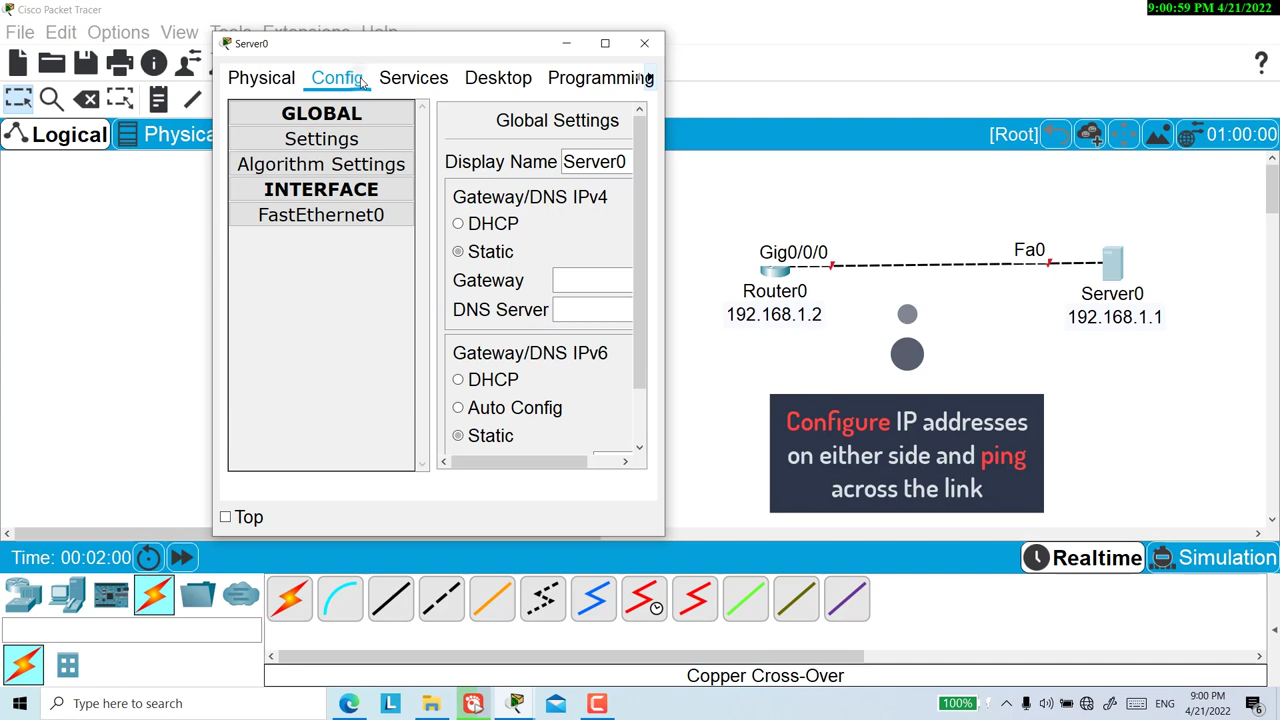 Cisco Packet Tracer
9:00:59 PM 4/21/2022
File Edit Options View Tools Extensions Help
Server0
Physical Config Services Desktop Programming
GLOBAL
Settings
Algorithm Settings
INTERFACE
FastEthernet0
Global Settings
Display Name Server0
Gateway/DNS IPv4
DHCP
Static
Gateway
DNS Server
Gateway/DNS IPv6
DHCP
Auto Config
Static
Top
Logical
Physica
[Root]
01:00:00
Gig0/0/0
Fa0
Router0
192.168.1.2
Server0
192.168.1.1
Configure IP addresses
on either side and ping
across the link
Time: 00:02:00
Realtime
Simulation
Copper Cross-Over
Type here to search
100%
ENG
9:00 PM
4/21/2022
6